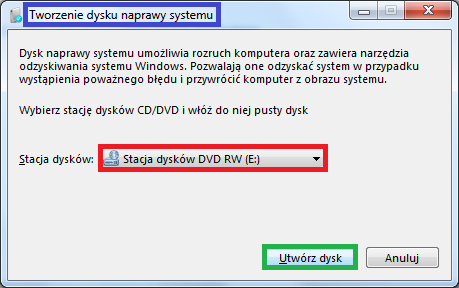 Tworzenie dysku naprawy systemu
Dysk naprawy systemu umożliwia rozruch komputera oraz zawiera narzędzia
odzyskiwania systemu Windows. Pozwalają one odzyskać system w przypadku
wystąpienia poważnego błędu i przywrócić komputer z obrazu systemu.
Wybierz stację dysków CD/DVD i włóż do niej pusty dysk
Stacja dysków: Stacja dysków DVD RW (E:)
Utwórz dysk Anuluj